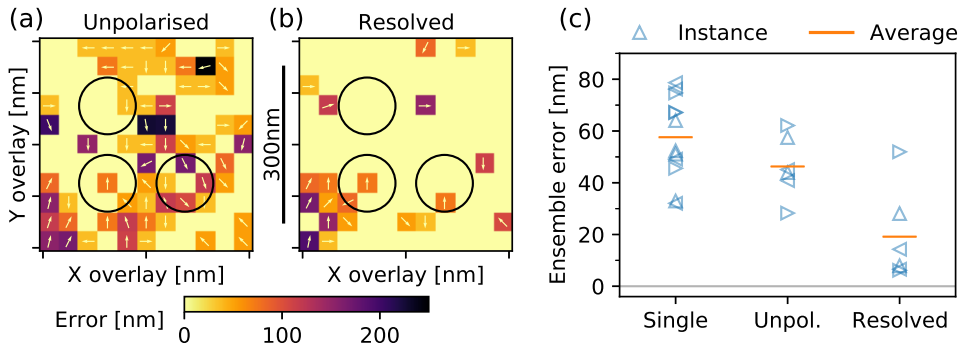 (a)
Unpolarised
Y overlay [nm]
X overlay [nm]
(b)
Resolved
300nm
X overlay [nm]
Error [nm]
0
100
200
(c)
Instance
Average
Ensemble error [nm]
80
60
40
20
0
Single
Unpol.
Resolved